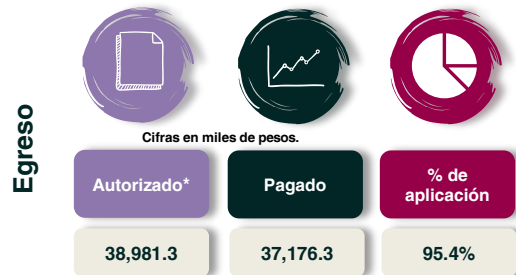 Egreso
Cifras en miles de pesos.
Autorizado*
Pagado
% de
aplicación
38,981.3
37,176.3
95.4%